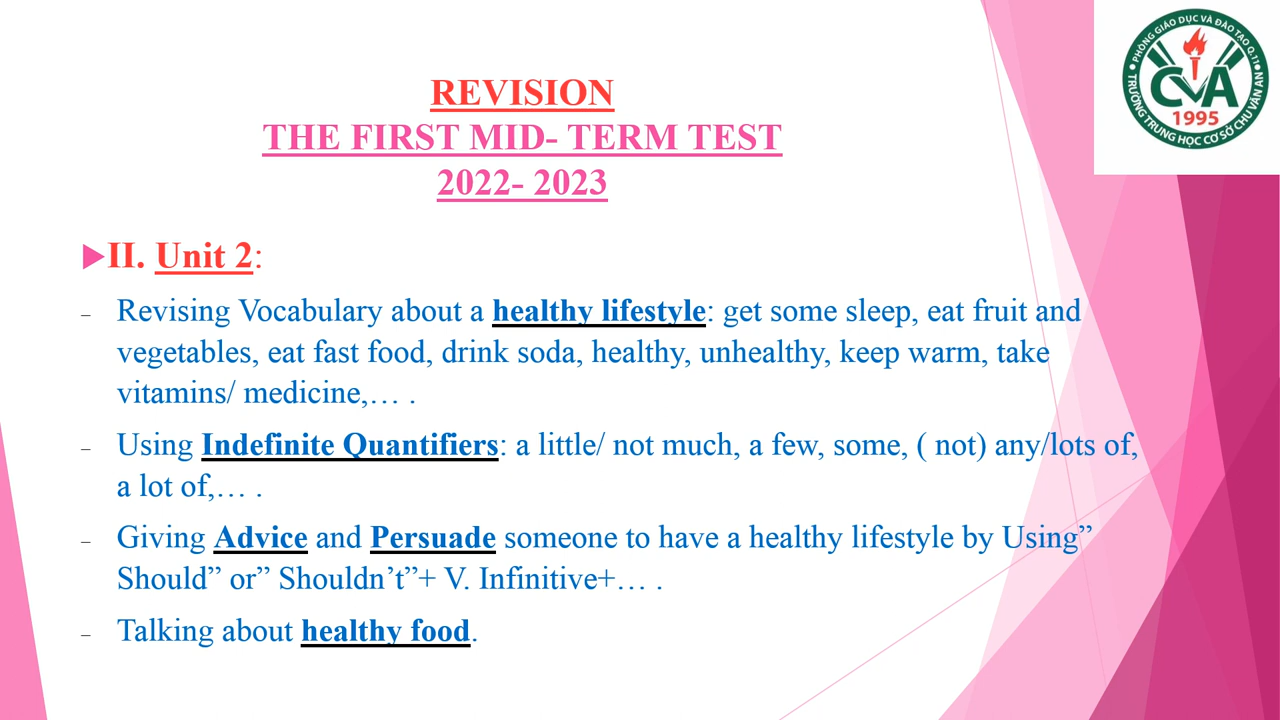 REVISION
THE FIRST MID- TERM TEST
2022- 2023
II. Unit 2:
– Revising Vocabulary about a healthy lifestyle: get some sleep, eat fruit and
vegetables, eat fast food, drink soda, healthy, unhealthy, keep warm, take
vitamins/ medicine,… .
– Using Indefinite Quantifiers: a little/ not much, a few, some, ( not) any/lots of,
a lot of,… .
– Giving Advice and Persuade someone to have a healthy lifestyle by Using”
Should” or” Shouldn’t”+ V. Infinitive+… .
– Talking about healthy food.
PHÒNG GIÁO DỤC VÀ ĐÀO TẠO Q.11
CVA
1995
TRƯỜNG TRUNG HỌC CƠ SỞ CHU VĂN AN